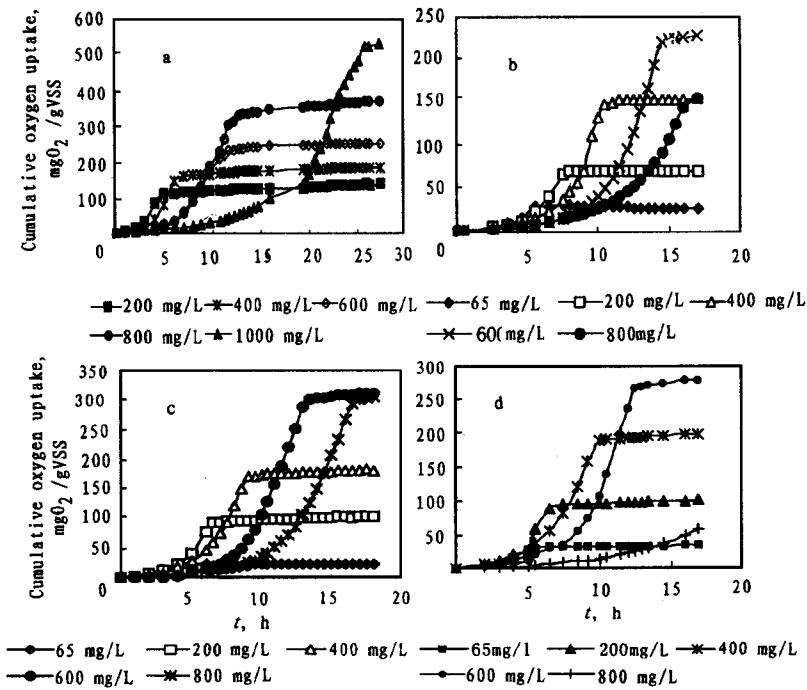 Cumulative oxygen uptake,
mgO₂ /gVSS
600
500
400
300
200
100
0
a
0 5 10 15 20 25 30
250
200
150
100
50
b
0 5 10 15 20
200 mg/L 400 mg/L 600 mg/L
800 mg/L 1000 mg/L
65 mg/L 200 mg/L 400 mg/L
60( mg/L 800mg/L
Cumulative oxygen uptake,
mgO₂ /gVSS
350
300
250
200
150
100
50
0
c
0 5 10 15 20
t, h
300
250
200
150
100
50
d
0 5 10 15 20
t, h
65 mg/L 200 mg/L 400 mg/L
600 mg/L 800 mg/L
65mg/l 200mg/L 400 mg/L
600 mg/L 800 mg/L